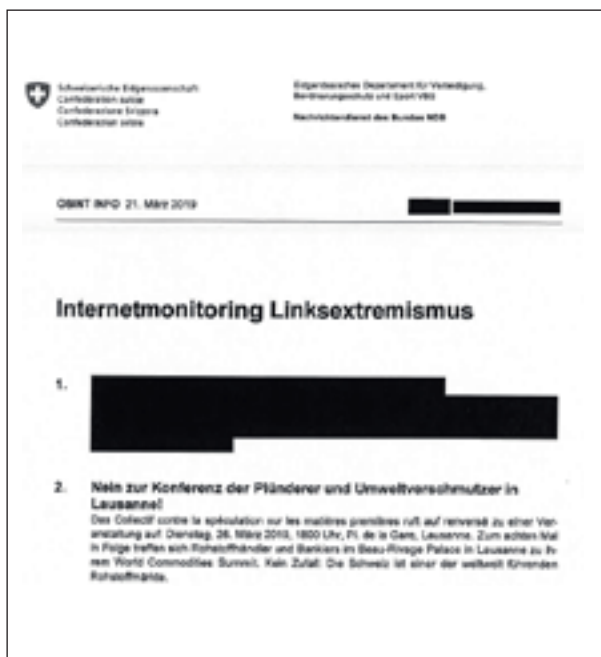 Schweizerische Eidgenossenschaft
Confédération suisse
Confederazione Svizzera
Confederaziun svizra
Eidgenössisches Departement für Verteidigung,
Bevölkerungsschutz und Sport VBS
Nachrichtendienst des Bundes NDB
OSINT INFO 21. März 2019
Internetmonitoring Linksextremismus
1.
2. Nein zur Konferenz der Plünderer und Umweltverschmutzer in
Lausanne!
Das Collectif contre la spéculation sur les matières premières ruft auf renversé zu einer Ver-
anstaltung auf: Dienstag, 26. März 2019, 1800 Uhr, Pl. de la Gare, Lausanne. Zum achten Mal
in Folge treffen sich Rohstoffhändler und Bankiers im Beau-Rivage Palace in Lausanne zu ih-
rem World Commodities Summit. Kein Zufall: Die Schweiz ist einer der weltweit führenden